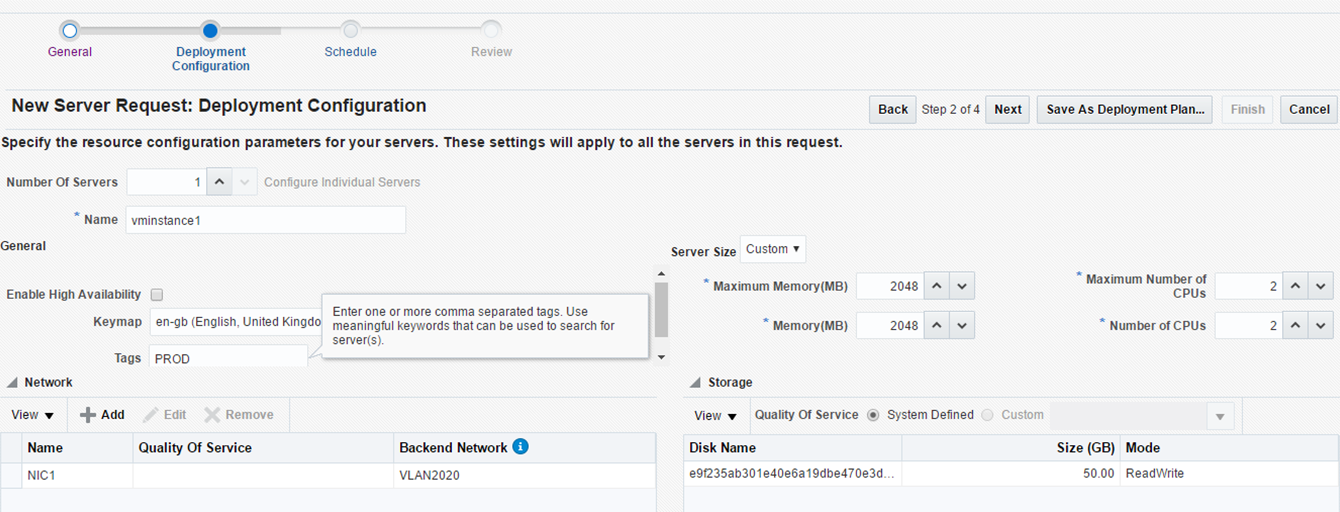 General
Deployment
Configuration
Schedule
Review
New Server Request: Deployment Configuration
Back Step 2 of 4 Next Save As Deployment Plan... Finish Cancel
Specify the resource configuration parameters for your servers. These settings will apply to all the servers in this request.
Number Of Servers 1 Configure Individual Servers
* Name vminstance1
General
Server Size Custom
Enable High Availability
Keymap en-gb (English, United Kingdo
Tags PROD
Enter one or more comma separated tags. Use
meaningful keywords that can be used to search for
server(s).
* Maximum Memory(MB) 2048
* Memory(MB) 2048
* Maximum Number of
CPUs 2
* Number of CPUs 2
Network
View Add Edit Remove
Name Quality Of Service Backend Network i
NIC1 VLAN2020
Storage
View Quality Of Service System Defined Custom
Disk Name Size (GB) Mode
e9f235ab301e40e6a19dbe470e3d... 50.00 ReadWrite